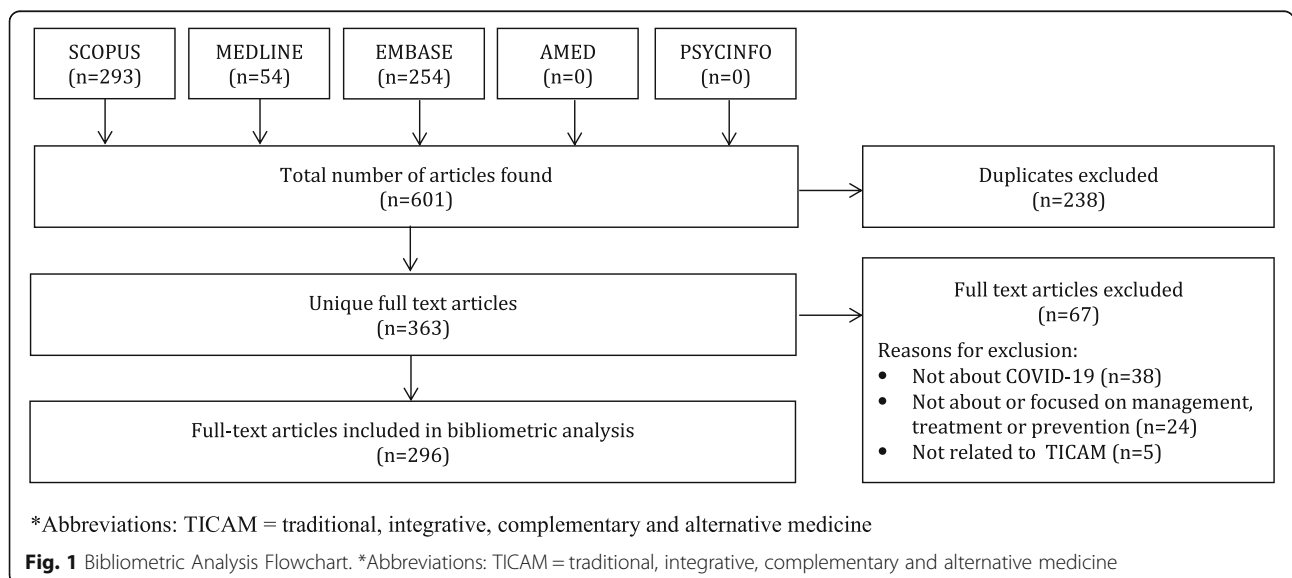 SCOPUS
(n=293)
MEDLINE
(n=54)
EMBASE
(n=254)
AMED
(n=0)
PSYCINFO
(n=0)
Total number of articles found
(n=601)
Duplicates excluded
(n=238)
Unique full text articles
(n=363)
Full text articles excluded
(n=67)
Reasons for exclusion:
• Not about COVID-19 (n=38)
• Not about or focused on management,
treatment or prevention (n=24)
• Not related to TICAM (n=5)
Full-text articles included in bibliometric analysis
(n=296)
*Abbreviations: TICAM = traditional, integrative, complementary and alternative medicine
Fig. 1 Bibliometric Analysis Flowchart. *Abbreviations: TICAM = traditional, integrative, complementary and alternative medicine